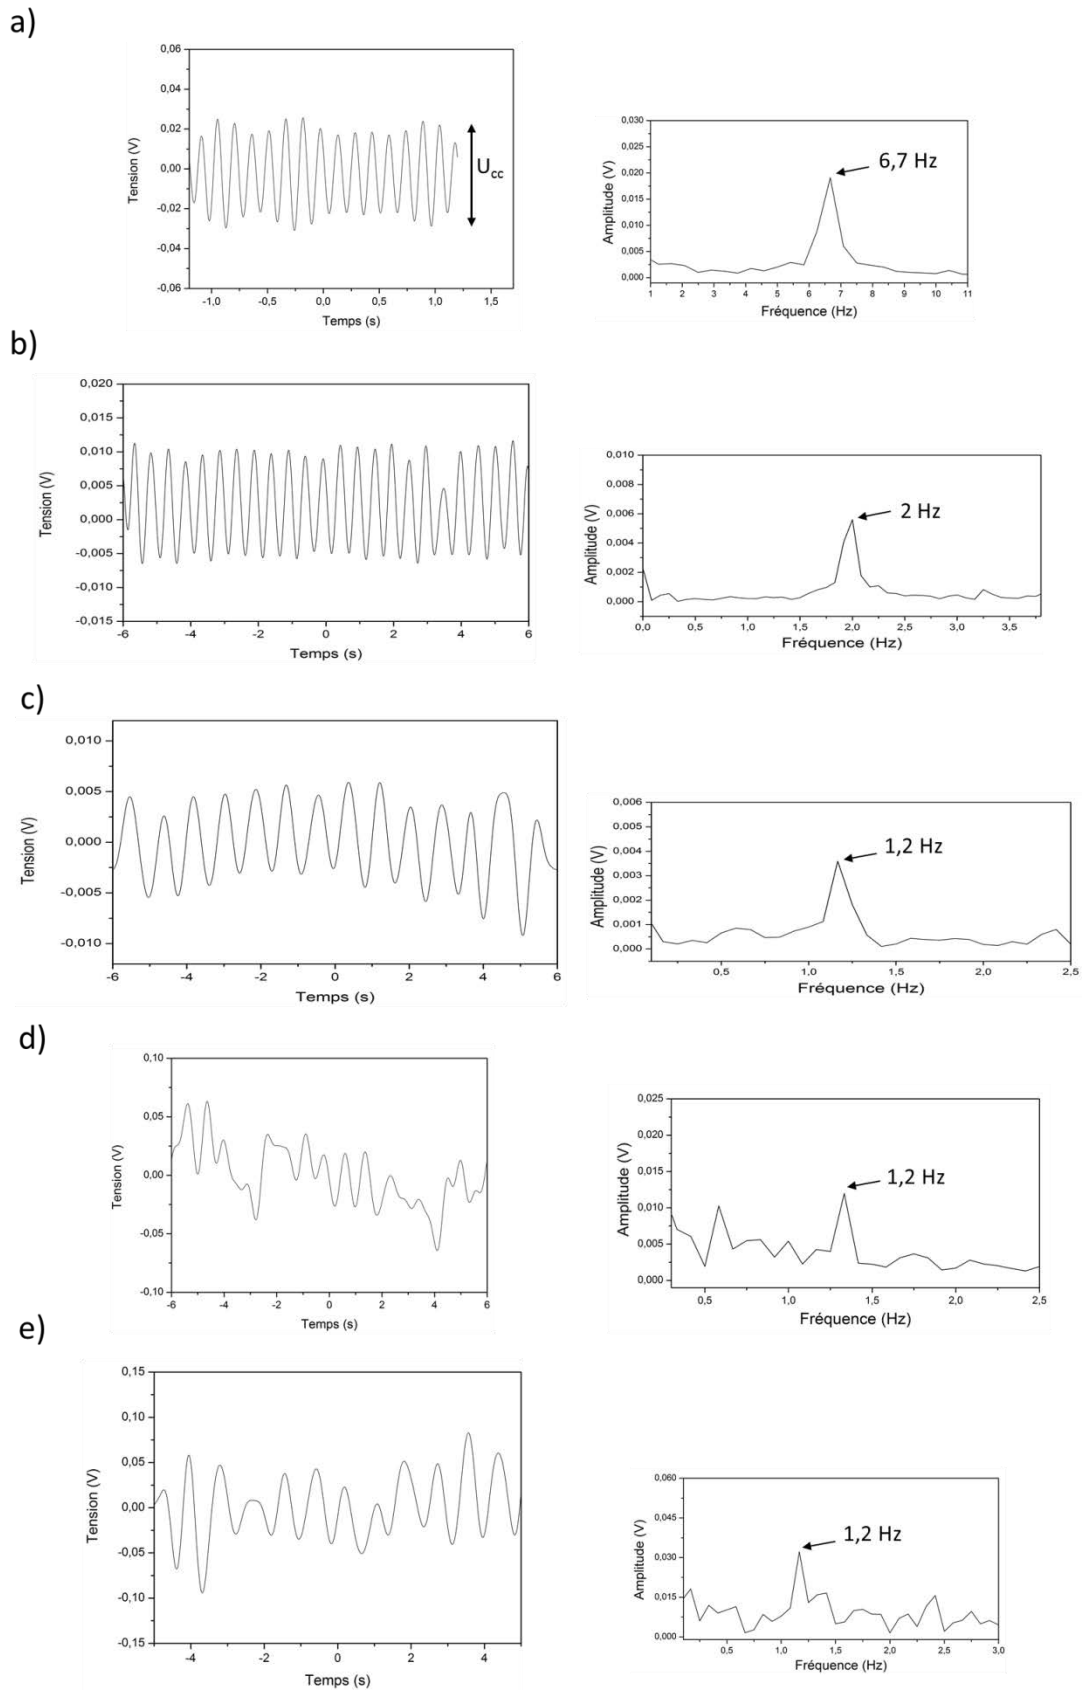 a)
0,06
0,04
0,02
0,00
-0,02
-0,04
-0,06
Tension (V)
U_cc
-1,0 -0,5 0,0 0,5 1,0 1,5
Temps (s)
0,030
0,025
0,020
0,015
0,010
0,005
0,000
Amplitude (V)
6,7 Hz
1 2 3 4 5 6 7 8 9 10 11
Fréquence (Hz)
b)
0,020
0,015
0,010
0,005
0,000
-0,005
-0,010
-0,015
Tension (V)
-6 -4 -2 0 2 4 6
Temps (s)
0,010
0,008
0,006
0,004
0,002
0,000
Amplitude (V)
2 Hz
0,0 0,5 1,0 1,5 2,0 2,5 3,0 3,5
Fréquence (Hz)
c)
0,010
0,005
0,000
-0,005
-0,010
Tension (V)
-6 -4 -2 0 2 4 6
Temps (s)
0,006
0,005
0,004
0,003
0,002
0,001
0,000
Amplitude (V)
1,2 Hz
0,5 1,0 1,5 2,0 2,5
Fréquence (Hz)
d)
0,10
0,05
0,00
-0,05
-0,10
Tension (V)
-6 -4 -2 0 2 4 6
Temps (s)
0,025
0,020
0,015
0,010
0,005
0,000
Amplitude (V)
1,2 Hz
0,5 1,0 1,5 2,0 2,5
Fréquence (Hz)
e)
0,15
0,10
0,05
0,00
-0,05
-0,10
-0,15
Tension (V)
-4 -2 0 2 4
Temps (s)
0,060
0,045
0,030
0,015
0,000
Amplitude (V)
1,2 Hz
0,5 1,0 1,5 2,0 2,5 3,0
Fréquence (Hz)